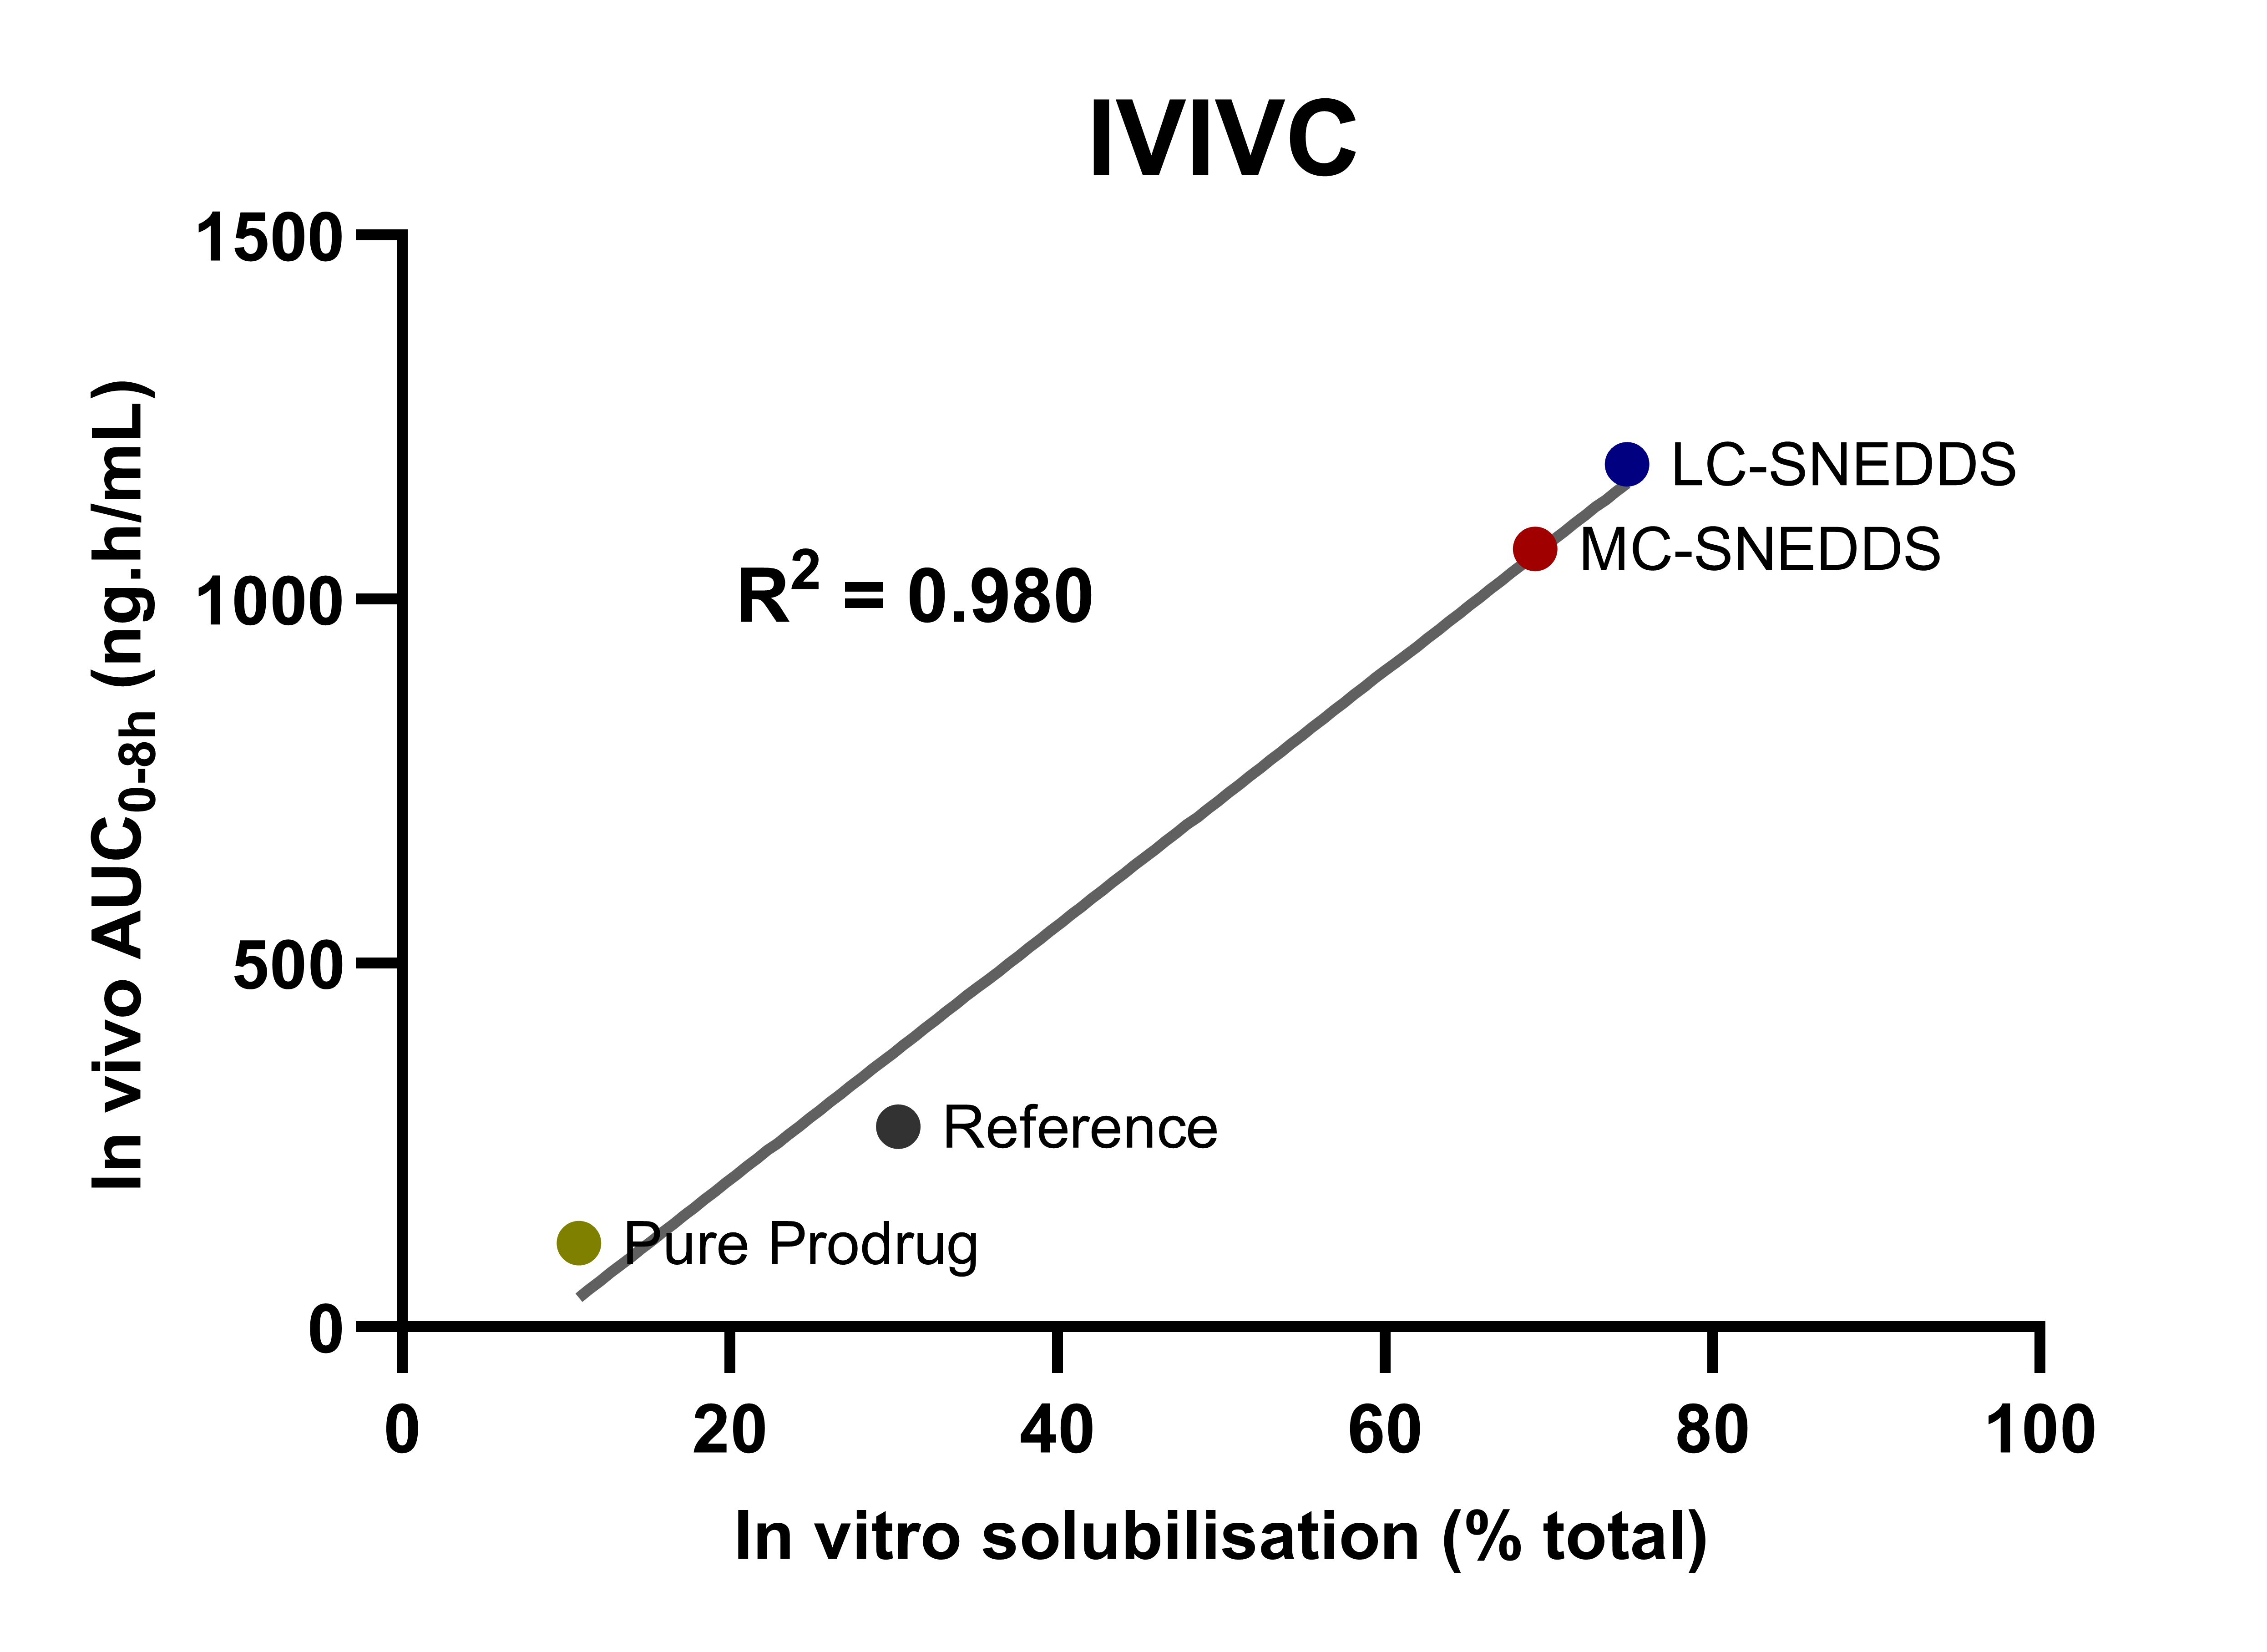 IVIVC
1500
1000
500
0
In vivo AUC0-8h (ng.h/mL)
R² = 0.980
LC-SNEDDS
MC-SNEDDS
Reference
Pure Prodrug
0 20 40 60 80 100
In vitro solubilisation (% total)